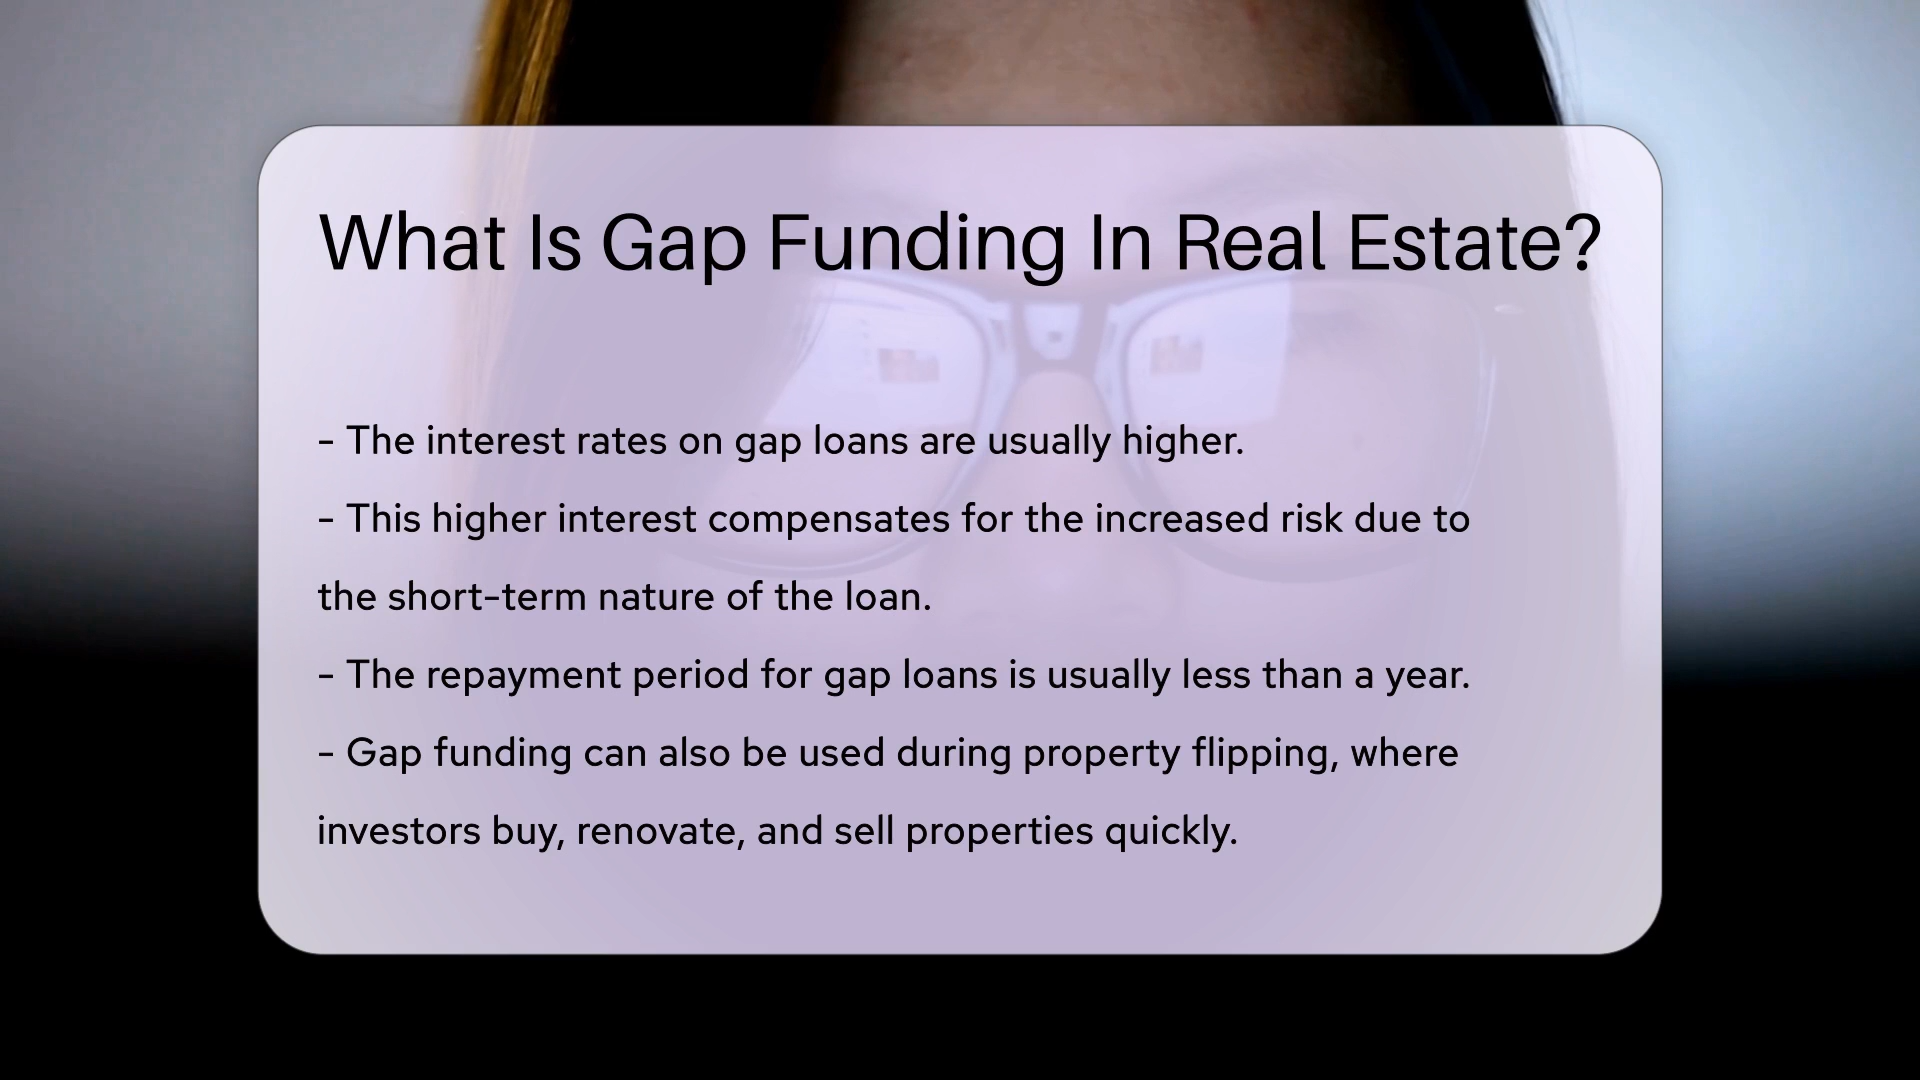 What Is Gap Funding In Real Estate?
- The interest rates on gap loans are usually higher.
- This higher interest compensates for the increased risk due to
the short-term nature of the loan.
- The repayment period for gap loans is usually less than a year.
- Gap funding can also be used during property flipping, where
investors buy, renovate, and sell properties quickly.